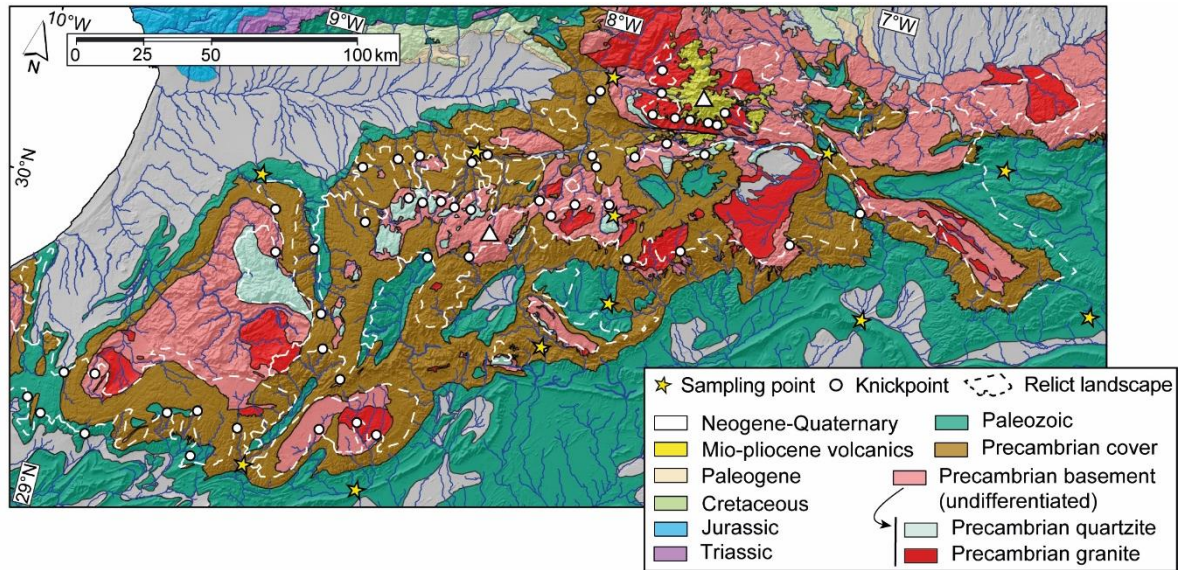 10°W
9°W
8°W
7°W
N
0
25
50
100 km
30°N
29°N
Sampling point
Knickpoint
Relict landscape
Neogene-Quaternary
Mio-pliocene volcanics
Paleogene
Cretaceous
Jurassic
Triassic
Paleozoic
Precambrian cover
Precambrian basement
(undifferentiated)
Precambrian quartzite
Precambrian granite